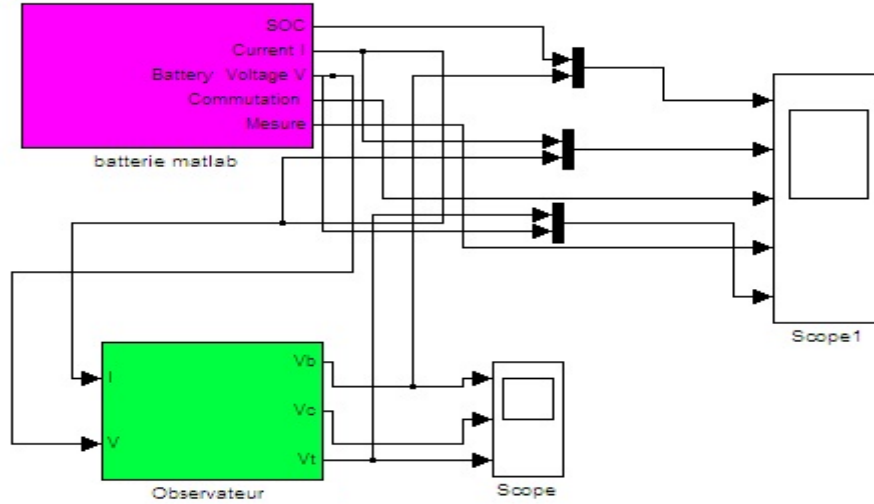 SOC
Current I
Battery Voltage V
Commutation
Mesure
batterie matlab
Scope1
I
V
Vb
Vc
Vt
Observateur
Scope